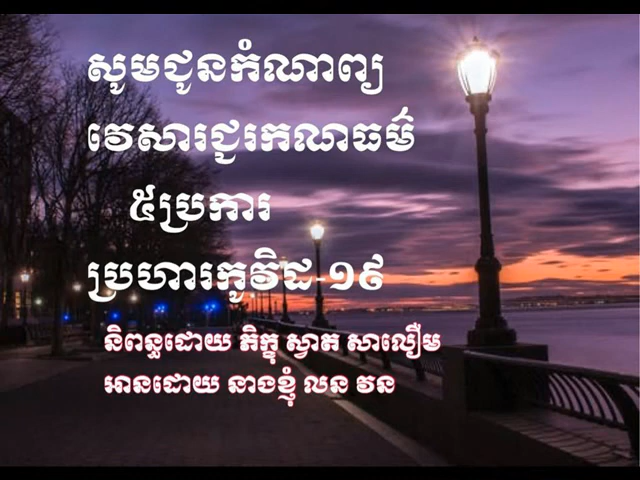 សូមជូនកំណាព្យ
វេសារជ្ជរកណធម៌
៥ប្រការ
ប្រហារកូវិដ-១៩
និពន្ធដោយ ភិក្ខុ ស្វាត សាលឿម
អានដោយ នាងខ្ញុំ លន វន